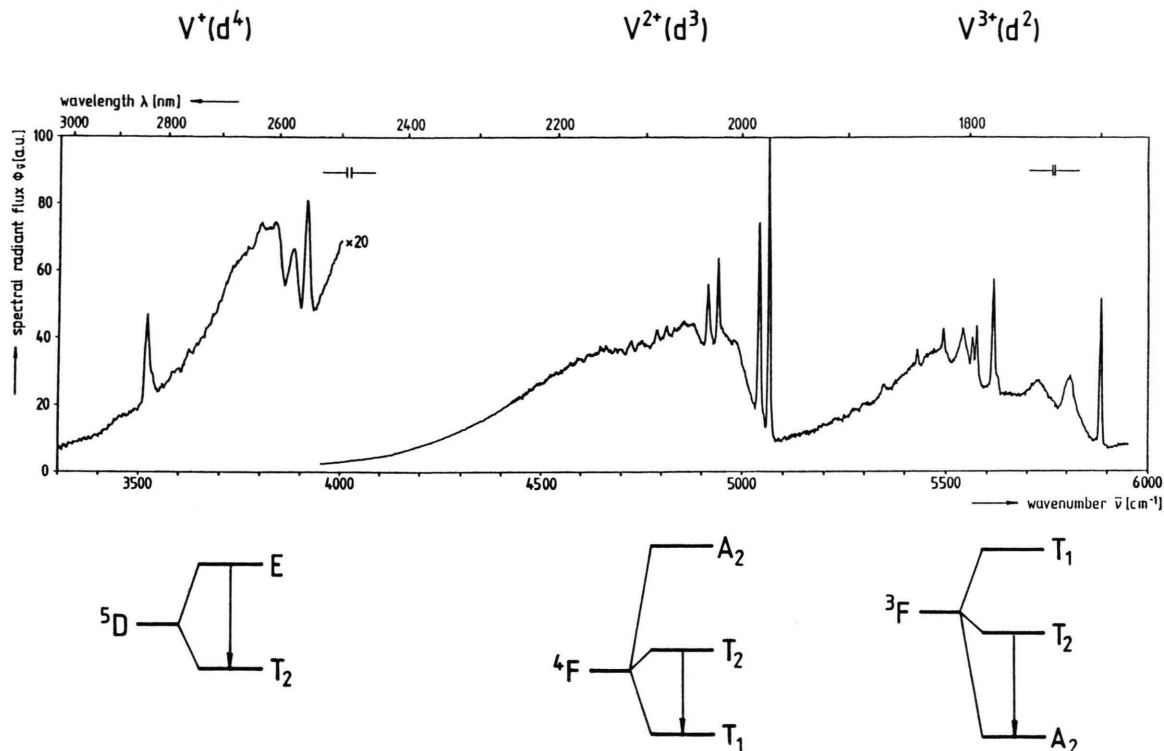 V⁺(d⁴) V²⁺(d³) V³⁺(d²)
wavelength λ [nm]
3000 2800 2600 2400 2200 2000 1800
spectral radiant flux Φν̃ [a.u.]
100
80
60
40
20
0
×20
3500 4000 4500 5000 5500 6000
wavenumber ν̄ [cm⁻¹]
E
⁵D
T₂
A₂
T₂
⁴F
T₁
T₁
³F
T₂
A₂